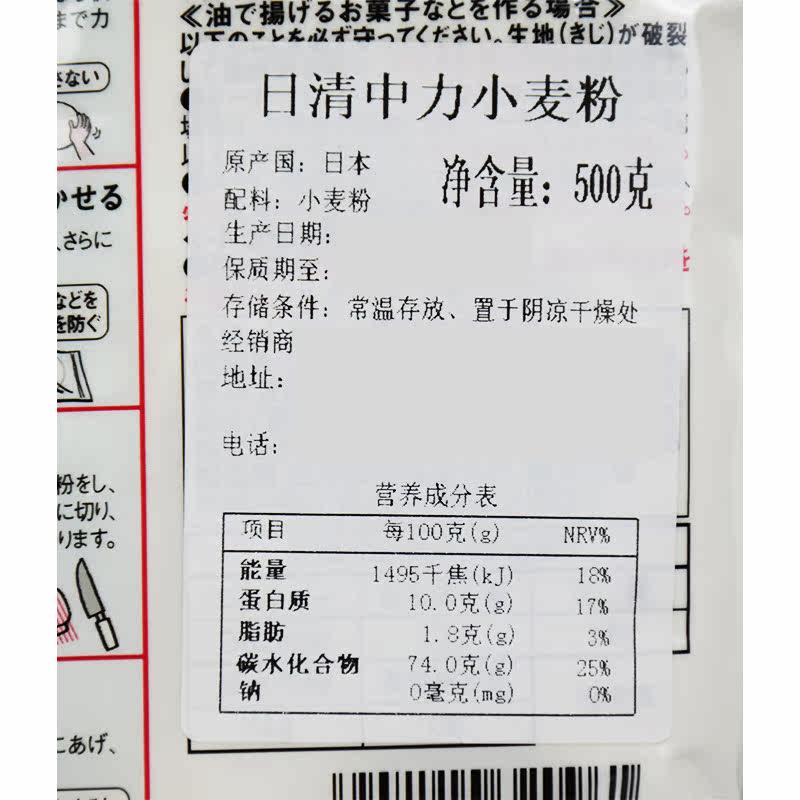 ≪油で揚げるお菓子などを作る場合≫
以下のことを必ず守ってください。生地(きじ)が破裂
まで力
さない
かせる
さらに
などを
を防ぐ
粉をし、
に切り、
ります。
こあげ、
日清中力小麦粉
原产国：日本
净含量：500克
配料：小麦粉
生产日期：
保质期至：
存储条件：常温存放、置于阴凉干燥处
经销商
地址：
电话：
营养成分表
项目 每100克(g) NRV%
能量 1495千焦(kJ) 18%
蛋白质 10.0克(g) 17%
脂肪 1.8克(g) 3%
碳水化合物 74.0克(g) 25%
钠 0毫克(mg) 0%